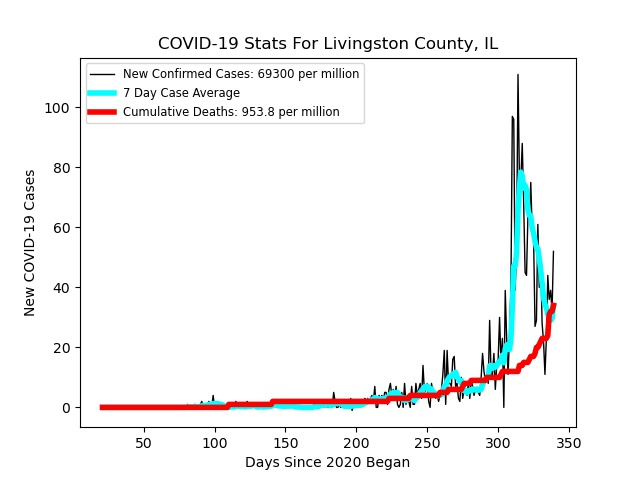 COVID-19 Stats For Livingston County, IL
New Confirmed Cases: 69300 per million
7 Day Case Average
Cumulative Deaths: 953.8 per million
New COVID-19 Cases
100
80
60
40
20
0
50 100 150 200 250 300 350
Days Since 2020 Began